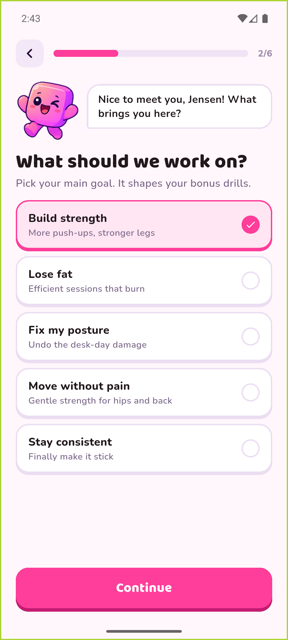 2:43
2/6
Nice to meet you, Jensen! What
brings you here?
What should we work on?
Pick your main goal. It shapes your bonus drills.
Build strength
More push-ups, stronger legs
Lose fat
Efficient sessions that burn
Fix my posture
Undo the desk-day damage
Move without pain
Gentle strength for hips and back
Stay consistent
Finally make it stick
Continue